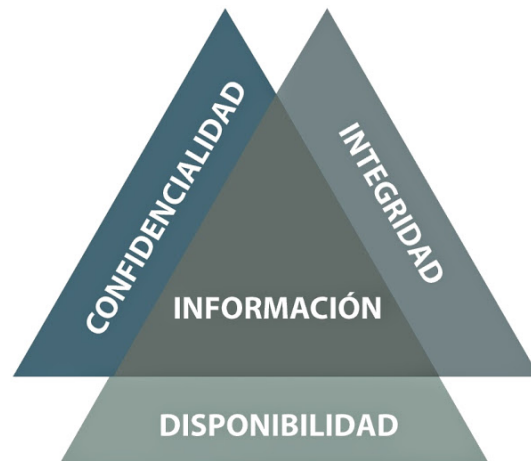 CONFIDENCIALIDAD
INTEGRIDAD
INFORMACIÓN
DISPONIBILIDAD